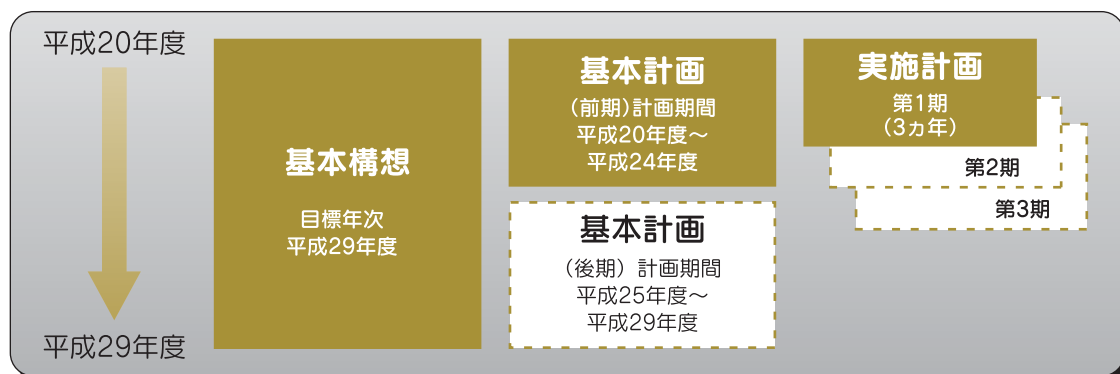 平成20年度
平成29年度
基本構想
目標年次
平成29年度
基本計画
（前期）計画期間
平成20年度～
平成24年度
基本計画
（後期）計画期間
平成25年度～
平成29年度
実施計画
第1期
（3ヵ年）
第2期
第3期